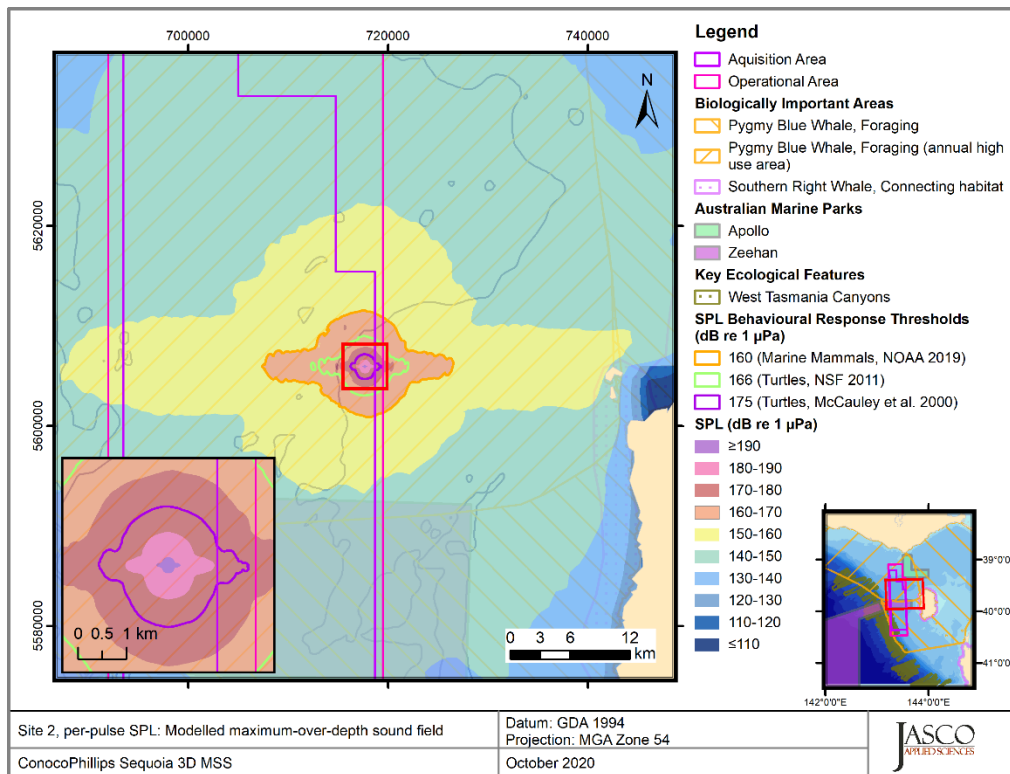 700000
720000
740000
5620000
5600000
5580000
N
0 0.5 1 km
0 3 6 12
km
Legend
Aquisition Area
Operational Area
Biologically Important Areas
Pygmy Blue Whale, Foraging
Pygmy Blue Whale, Foraging (annual high
use area)
Southern Right Whale, Connecting habitat
Australian Marine Parks
Apollo
Zeehan
Key Ecological Features
West Tasmania Canyons
SPL Behavioural Response Thresholds
(dB re 1 µPa)
160 (Marine Mammals, NOAA 2019)
166 (Turtles, NSF 2011)
175 (Turtles, McCauley et al. 2000)
SPL (dB re 1 µPa)
≥190
180-190
170-180
160-170
150-160
140-150
130-140
120-130
110-120
≤110
39°0'0"
40°0'0"
41°0'0"
142°0'0"
144°0'0"
Site 2, per-pulse SPL: Modelled maximum-over-depth sound field
Datum: GDA 1994
Projection: MGA Zone 54
ConocoPhillips Sequoia 3D MSS
October 2020
JASCO
APPLIED SCIENCES